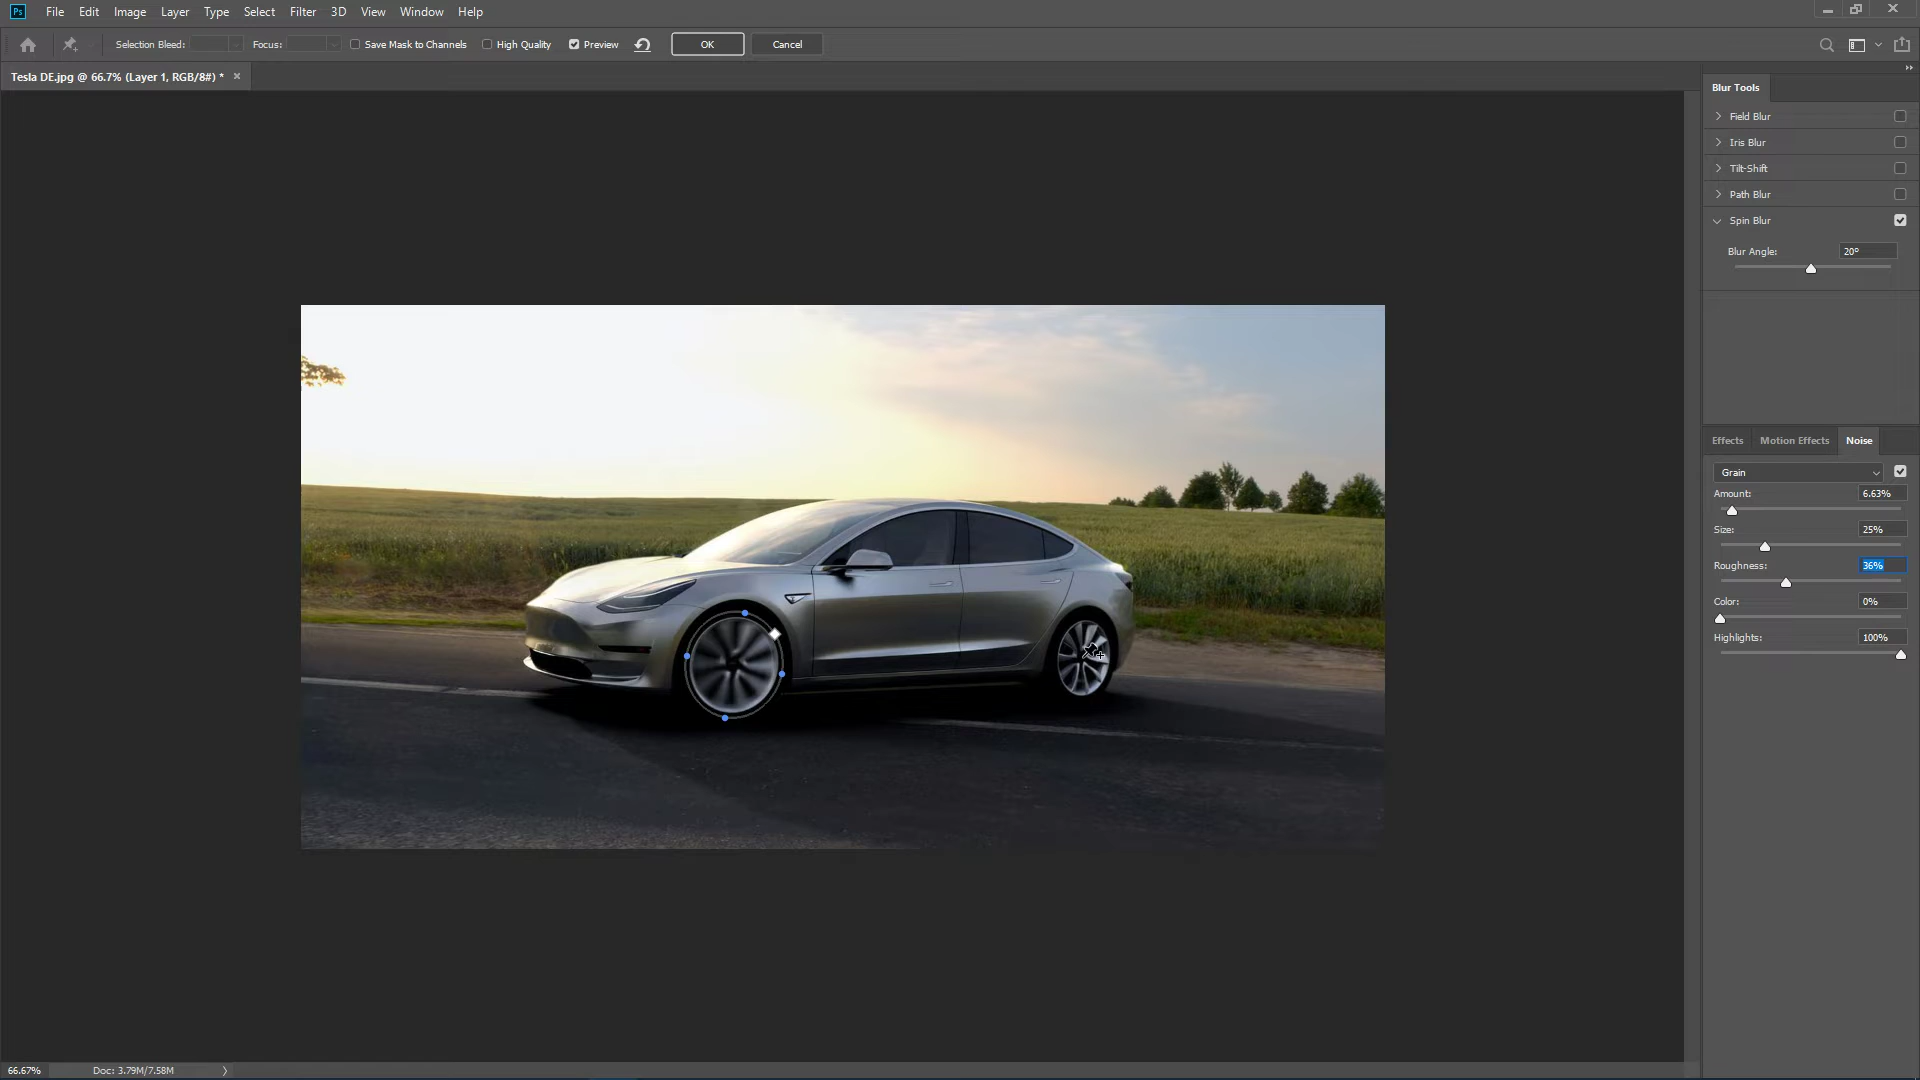 Ps File Edit Image Layer Type Select Filter 3D View Window Help
Selection Bleed: Focus: Save Mask to Channels High Quality Preview OK Cancel
Tesla DE.jpg @ 66.7% (Layer 1, RGB/8#) * ×
Blur Tools
Field Blur
Iris Blur
Tilt-Shift
Path Blur
Spin Blur
Blur Angle: 20°
Effects Motion Effects Noise
Grain
Amount: 6.63%
Size: 25%
Roughness: 36%
Color: 0%
Highlights: 100%
66.67% Doc: 3.79M/7.58M